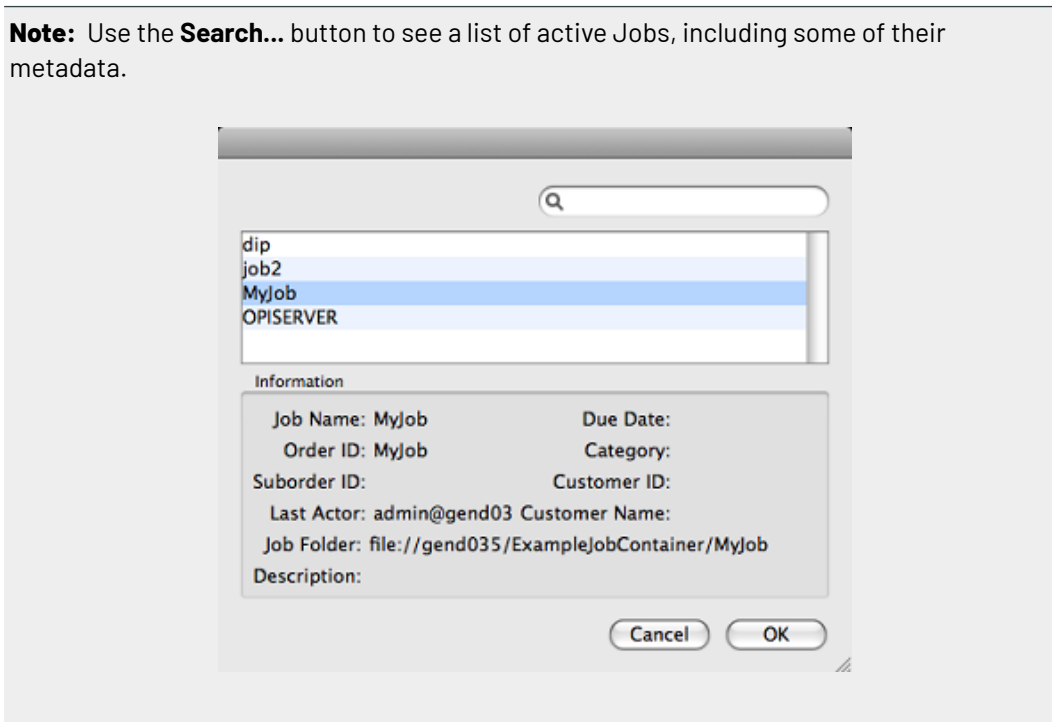 Note: Use the Search... button to see a list of active Jobs, including some of their
metadata.
dip
job2
MyJob
OPISERVER
Information
Job Name: MyJob Due Date:
Order ID: MyJob Category:
Suborder ID: Customer ID:
Last Actor: admin@gend03 Customer Name:
Job Folder: file://gend035/ExampleJobContainer/MyJob
Description:
Cancel OK